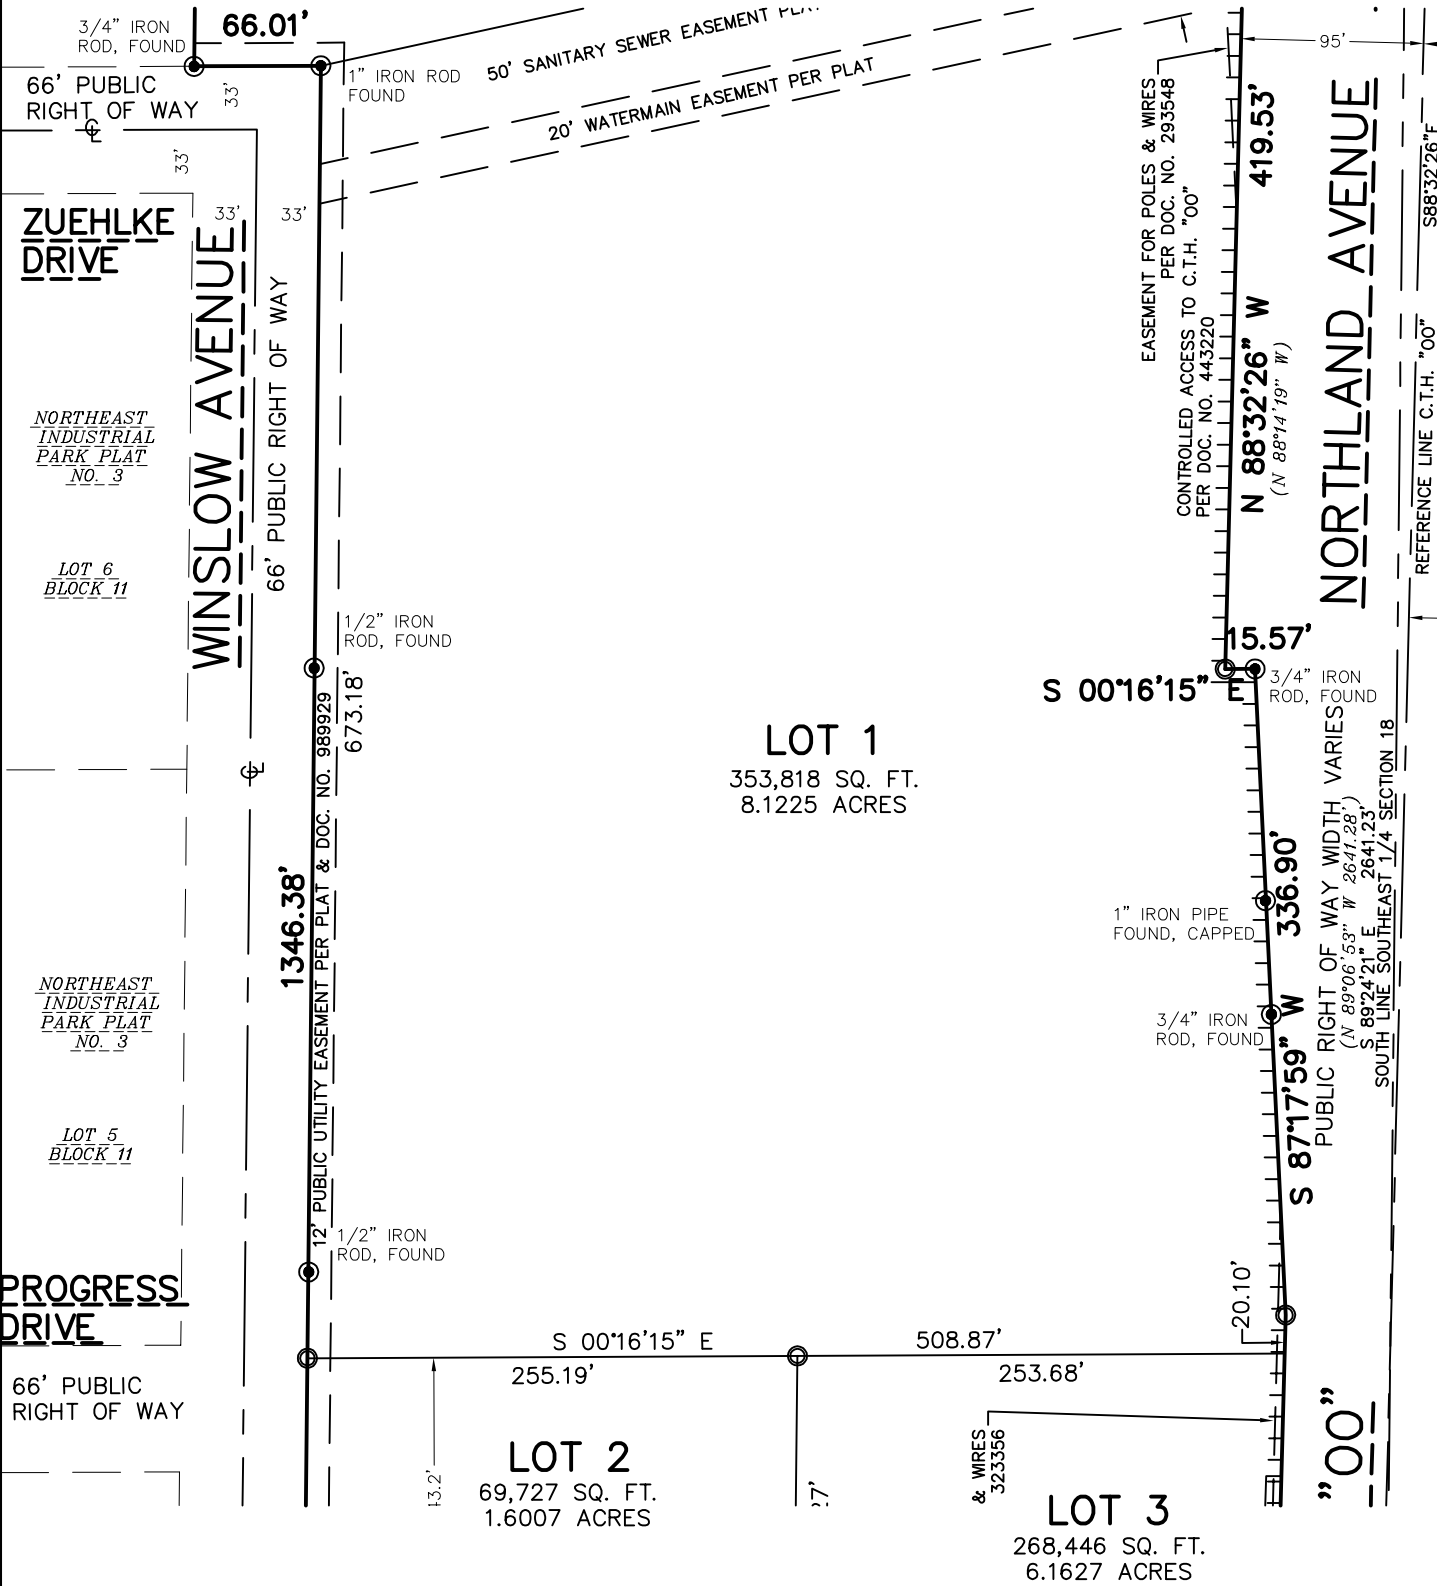 3/4" IRON
ROD, FOUND
66.01'
66' PUBLIC
RIGHT OF WAY
33'
33'
33'
33'
1" IRON ROD
FOUND
50' SANITARY SEWER EASEMENT
20' WATERMAIN EASEMENT PER PLAT
ZUEHLKE
DRIVE
WINSLOW AVENUE
66' PUBLIC RIGHT OF WAY
NORTHEAST
INDUSTRIAL
PARK PLAT
NO. 3
LOT 6
BLOCK 11
1/2" IRON
ROD, FOUND
673.18'
1346.38'
12' PUBLIC UTILITY EASEMENT PER PLAT & DOC. NO. 989929
NORTHEAST
INDUSTRIAL
PARK PLAT
NO. 3
LOT 5
BLOCK 11
1/2" IRON
ROD, FOUND
PROGRESS
DRIVE
66' PUBLIC
RIGHT OF WAY
LOT 1
353,818 SQ. FT.
8.1225 ACRES
EASEMENT FOR POLES & WIRES
PER DOC. NO. 293548
CONTROLLED ACCESS TO C.T.H. "OO"
PER DOC. NO. 443220
419.53'
N 88°32'26" W
(N 88°14'19" W)
95'
NORTHLAND AVENUE
S88°32'26"E
REFERENCE LINE C.T.H. "OO"
15.57'
S 00°16'15" E
3/4" IRON
ROD, FOUND
336.90'
S 87°17'59" W
1" IRON PIPE
FOUND, CAPPED
3/4" IRON
ROD, FOUND
PUBLIC RIGHT OF WAY WIDTH VARIES
(N 89°06'53" W 2641.28')
S 89°24'21" E 2641.23'
SOUTH LINE SOUTHEAST 1/4 SECTION 18
20.10'
S 00°16'15" E
508.87'
255.19'
253.68'
LOT 2
69,727 SQ. FT.
1.6007 ACRES
& WIRES
323356
LOT 3
268,446 SQ. FT.
6.1627 ACRES
"OO"